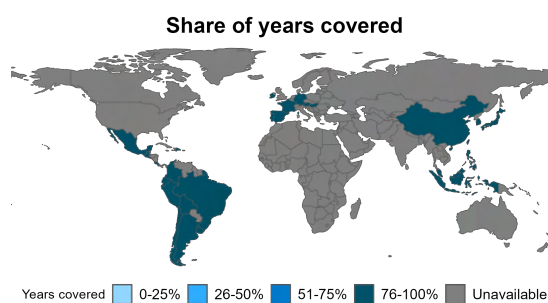 Share of years covered
Years covered 0-25% 26-50% 51-75% 76-100% Unavailable